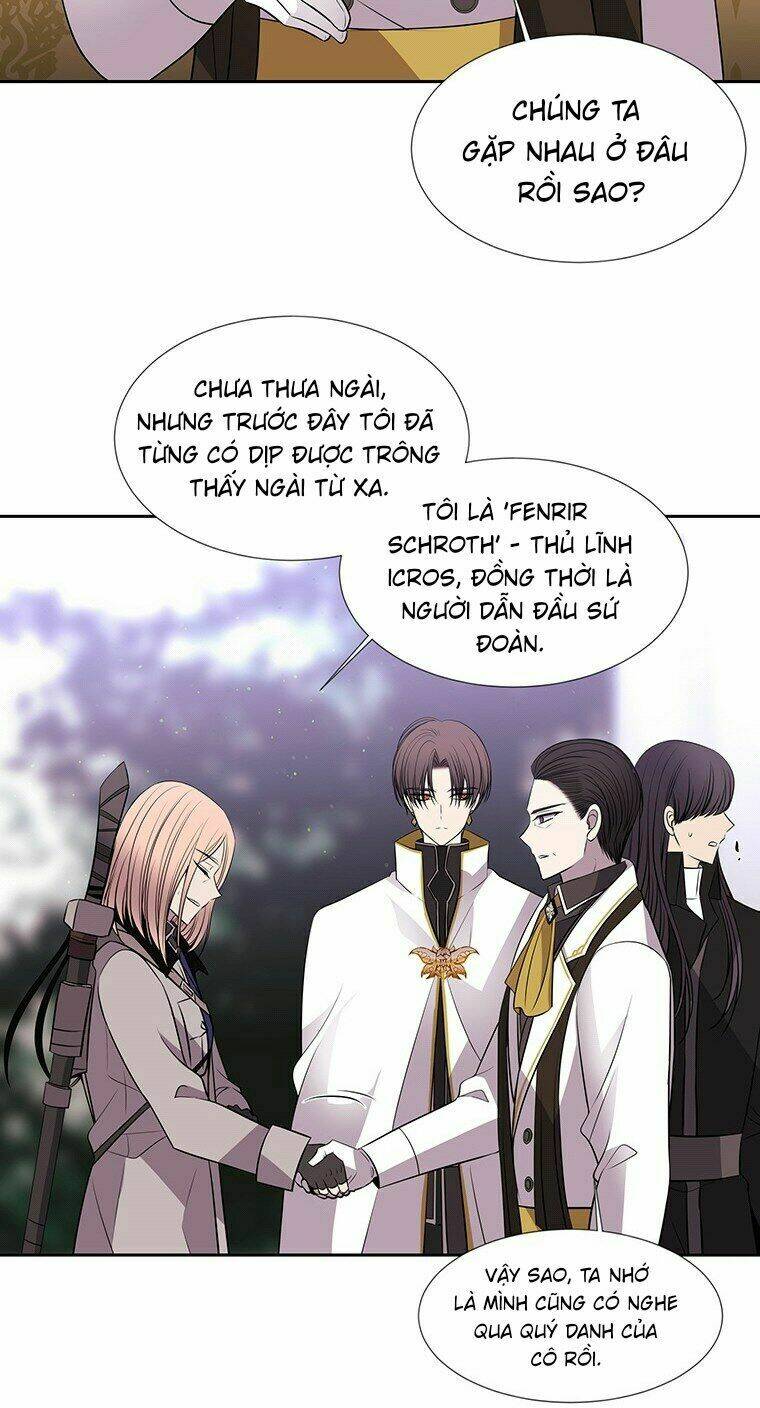 CHÚNG TA
GẶP NHAU Ở ĐÂU
RỒI SAO?
CHƯA THƯA NGÀI,
NHƯNG TRƯỚC ĐÂY TÔI ĐÃ
TỪNG CÓ DỊP ĐƯỢC TRÔNG
THẤY NGÀI TỪ XA.
TÔI LÀ 'FENRIR
SCHROTH' - THỦ LĨNH
ICROS, ĐỒNG THỜI LÀ
NGƯỜI DẪN ĐẦU SỨ
ĐOÀN.
VẬY SAO, TA NHỚ
LÀ MÌNH CŨNG CÓ NGHE
QUA QUÝ DANH CỦA
CÔ RỒI.